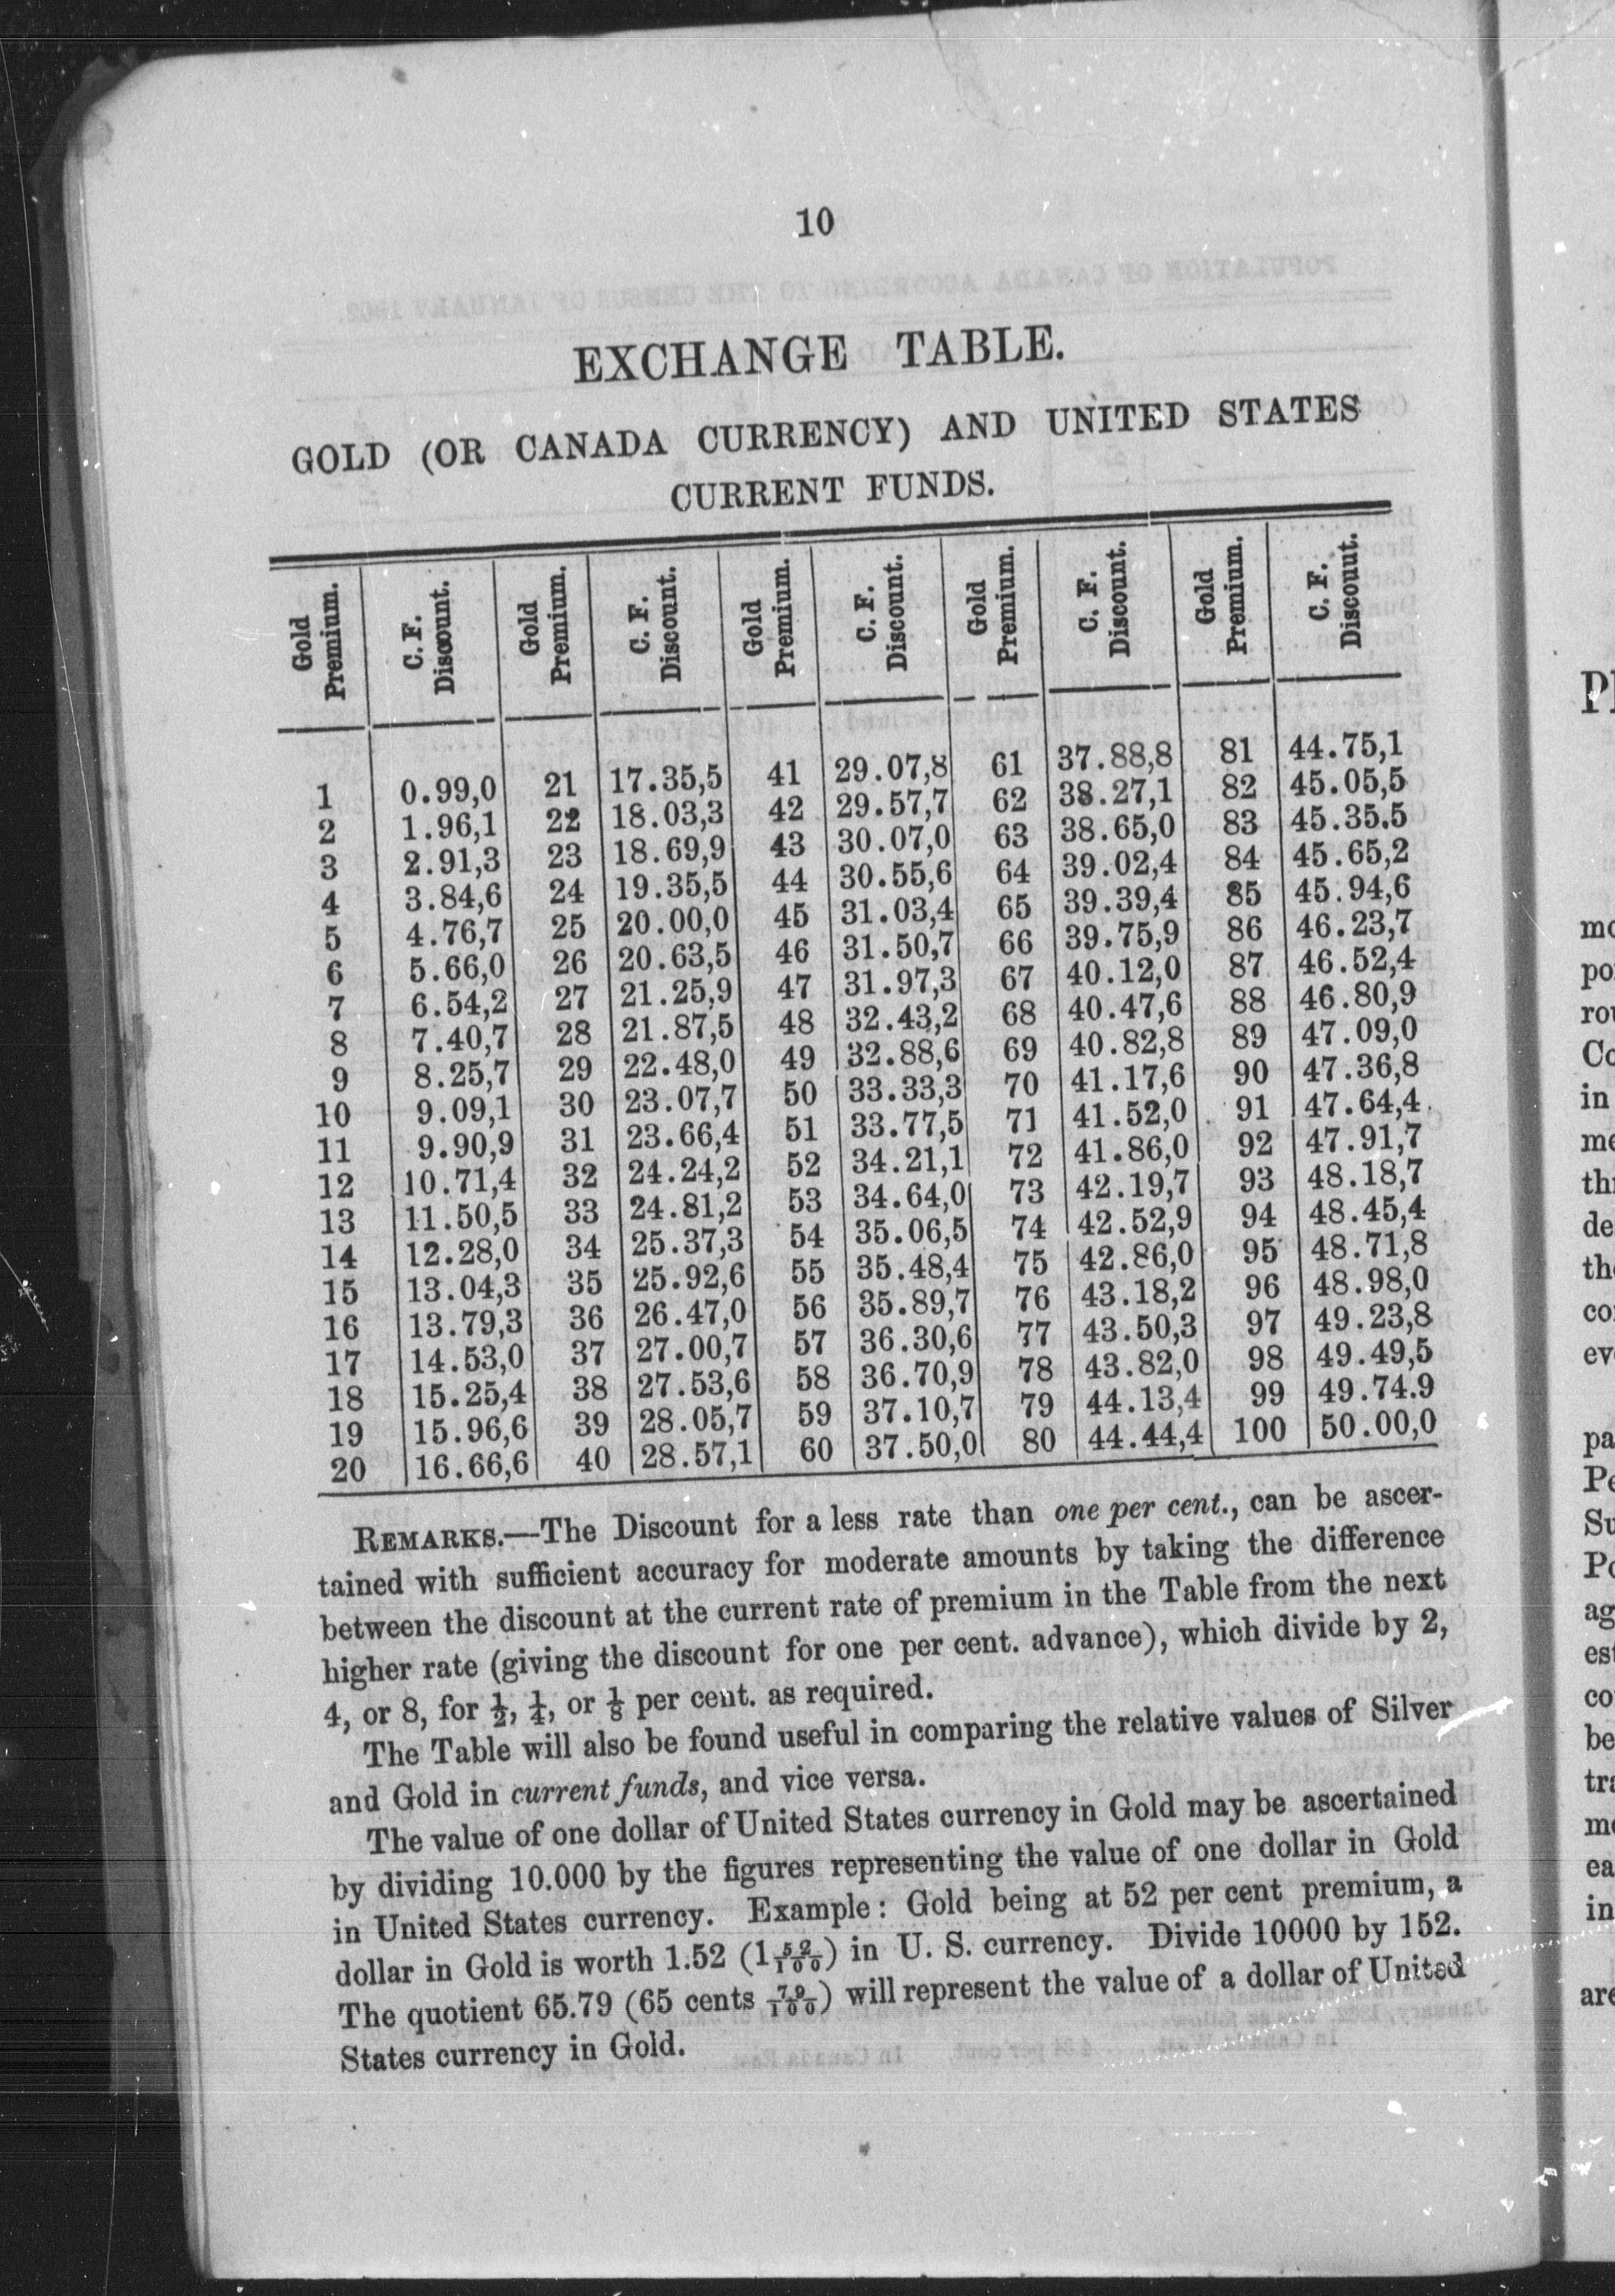 10
EXCHANGE TABLE.
GOLD (OR CANADA CURRENCY) AND UNITED STATES
CURRENT FUNDS.
Gold Premium. C. F. Discount. Gold Premium. C. F. Discount. Gold Premium. C. F. Discount. Gold Premium. C. F. Discount. Gold Premium. C. F. Discount.
1 0.99,0 21 17.35,5 41 29.07,8 61 37.88,8 81 44.75,1
2 1.96,1 22 18.03,3 42 29.57,7 62 38.27,1 82 45.05,5
3 2.91,3 23 18.69,9 43 30.07,0 63 38.65,0 83 45.35.5
4 3.84,6 24 19.35,5 44 30.55,6 64 39.02,4 84 45.65,2
5 4.76,7 25 20.00,0 45 31.03,4 65 39.39,4 85 45.94,6
6 5.66,0 26 20.63,5 46 31.50,7 66 39.75,9 86 46.23,7
7 6.54,2 27 21.25,9 47 31.97,3 67 40.12,0 87 46.52,4
8 7.40,7 28 21.87,5 48 32.43,2 68 40.47,6 88 46.80,9
9 8.25,7 29 22.48,0 49 32.88,6 69 40.82,8 89 47.09,0
10 9.09,1 30 23.07,7 50 33.33,3 70 41.17,6 90 47.36,8
11 9.90,9 31 23.66,4 51 33.77,5 71 41.52,0 91 47.64,4
12 10.71,4 32 24.24,2 52 34.21,1 72 41.86,0 92 47.91,7
13 11.50,5 33 24.81,2 53 34.64,0 73 42.19,7 93 48.18,7
14 12.28,0 34 25.37,3 54 35.06,5 74 42.52,9 94 48.45,4
15 13.04,3 35 25.92,6 55 35.48,4 75 42.86,0 95 48.71,8
16 13.79,3 36 26.47,0 56 35.89,7 76 43.18,2 96 48.98,0
17 14.53,0 37 27.00,7 57 36.30,6 77 43.50,3 97 49.23,8
18 15.25,4 38 27.53,6 58 36.70,9 78 43.82,0 98 49.49,5
19 15.96,6 39 28.05,7 59 37.10,7 79 44.13,4 99 49.74.9
20 16.66,6 40 28.57,1 60 37.50,0 80 44.44,4 100 50.00,0
REMARKS.—The Discount for a less rate than one per cent., can be ascer-
tained with sufficient accuracy for moderate amounts by taking the difference
between the discount at the current rate of premium in the Table from the next
higher rate (giving the discount for one per cent. advance), which divide by 2,
4, or 8, for ½, ¼, or ⅛ per cent. as required.
The Table will also be found useful in comparing the relative values of Silver
and Gold in current funds, and vice versa.
The value of one dollar of United States currency in Gold may be ascertained
by dividing 10.000 by the figures representing the value of one dollar in Gold
in United States currency. Example: Gold being at 52 per cent premium, a
dollar in Gold is worth 1.52 (1 52/100) in U. S. currency. Divide 10000 by 152.
The quotient 65.79 (65 cents 79/100) will represent the value of a dollar of United
States currency in Gold.